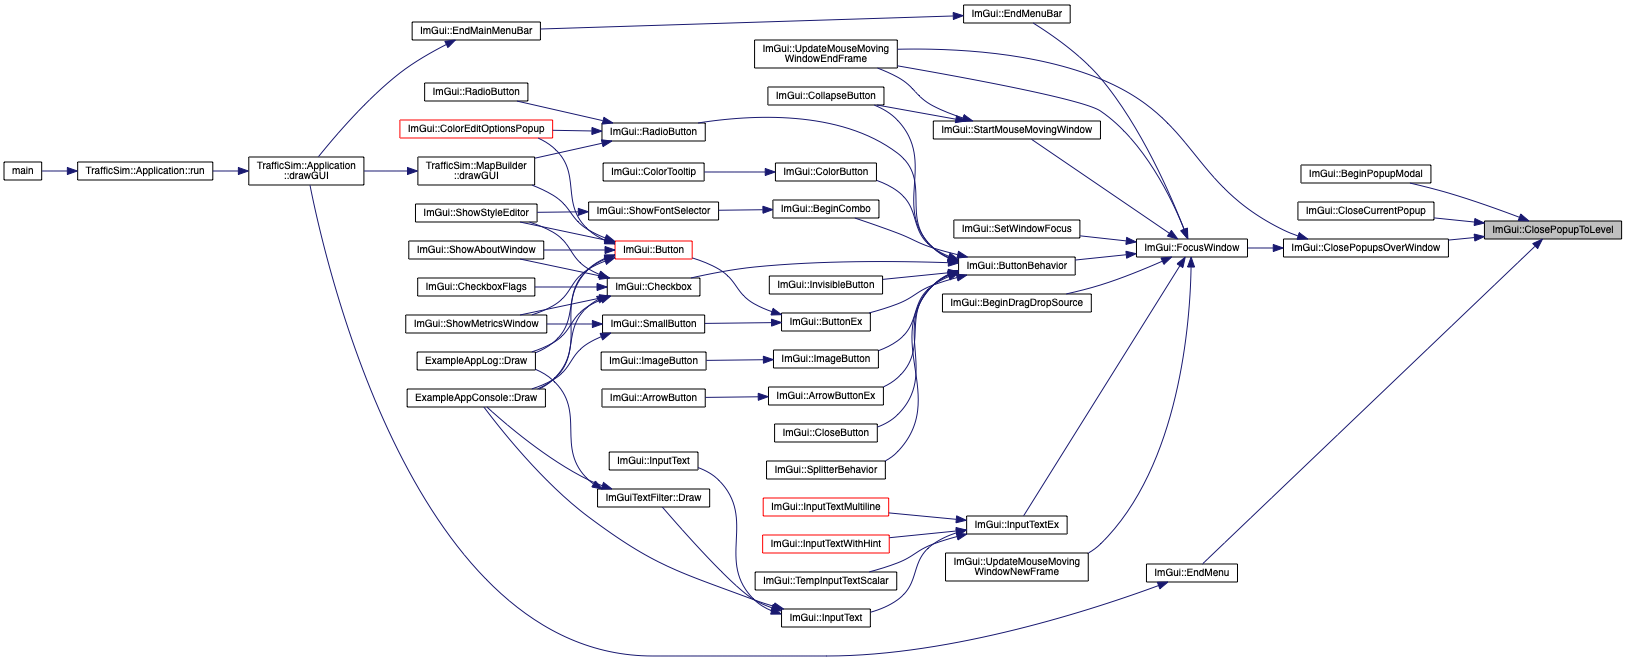 ImGui::EndMenuBar
ImGui::EndMainMenuBar
ImGui::UpdateMouseMoving
WindowEndFrame
ImGui::RadioButton
ImGui::CollapseButton
ImGui::ColorEditOptionsPopup
ImGui::RadioButton
ImGui::StartMouseMovingWindow
main
TrafficSim::Application::run
TrafficSim::Application
::drawGUI
TrafficSim::MapBuilder
::drawGUI
ImGui::ColorTooltip
ImGui::ColorButton
ImGui::BeginPopupModal
ImGui::ShowStyleEditor
ImGui::ShowFontSelector
ImGui::BeginCombo
ImGui::CloseCurrentPopup
ImGui::SetWindowFocus
ImGui::ClosePopupToLevel
ImGui::ShowAboutWindow
ImGui::Button
ImGui::FocusWindow
ImGui::ClosePopupsOverWindow
ImGui::ButtonBehavior
ImGui::CheckboxFlags
ImGui::Checkbox
ImGui::InvisibleButton
ImGui::BeginDragDropSource
ImGui::ShowMetricsWindow
ImGui::SmallButton
ImGui::ButtonEx
ExampleAppLog::Draw
ImGui::ImageButton
ImGui::ImageButton
ExampleAppConsole::Draw
ImGui::ArrowButton
ImGui::ArrowButtonEx
ImGui::CloseButton
ImGui::InputText
ImGui::SplitterBehavior
ImGuiTextFilter::Draw
ImGui::InputTextMultiline
ImGui::InputTextEx
ImGui::InputTextWithHint
ImGui::UpdateMouseMoving
WindowNewFrame
ImGui::TempInputTextScalar
ImGui::EndMenu
ImGui::InputText